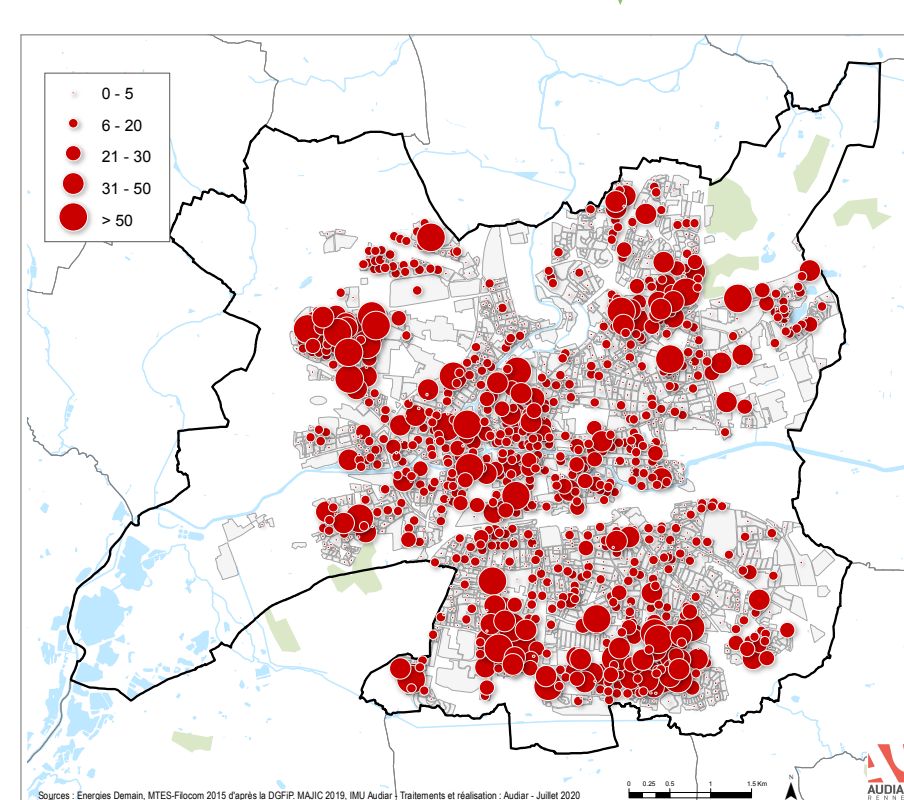 0 - 5
6 - 20
21 - 30
31 - 50
> 50
0 0.25 0.5 1 1.5 Km
N
AUDIAR
RENNES
Sources : Energies Demain, MTES-Filocom 2015 d'après la DGFiP. MAJIC 2019, IMU Audiar - Traitements et réalisation : Audiar - Juillet 2020